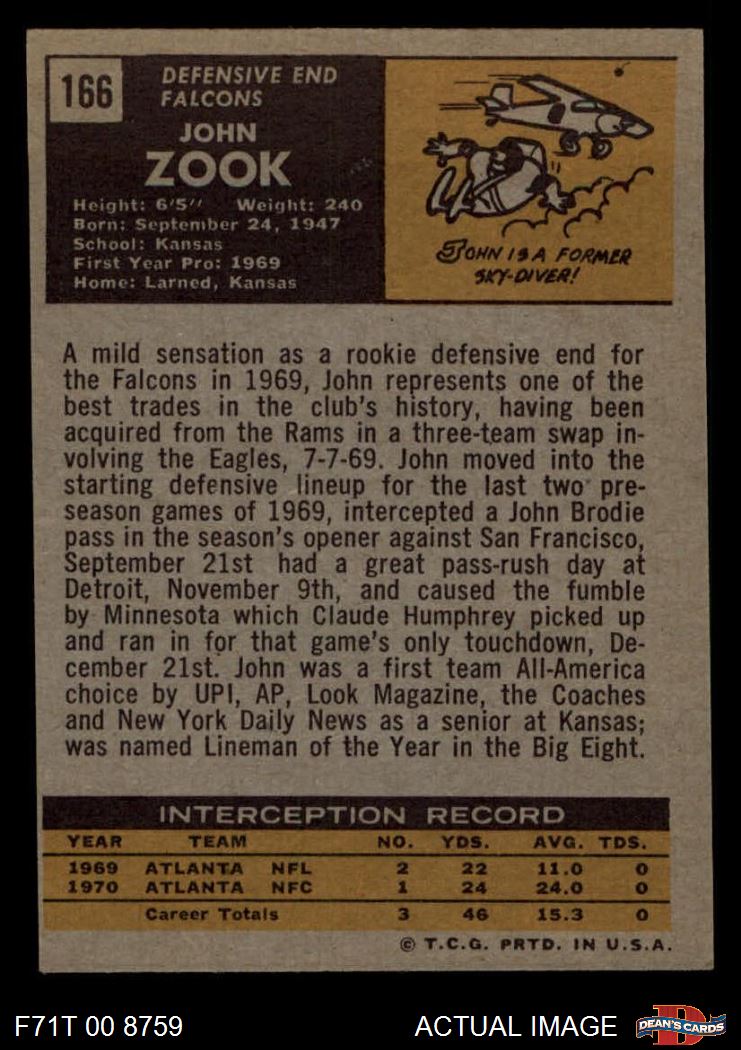 166
DEFENSIVE END
FALCONS
JOHN
ZOOK
Height: 6'5" Weight: 240
Born: September 24, 1947
School: Kansas
First Year Pro: 1969
Home: Larned, Kansas
JOHN IS A FORMER
SKY-DIVER!
A mild sensation as a rookie defensive end for
the Falcons in 1969, John represents one of the
best trades in the club's history, having been
acquired from the Rams in a three-team swap in-
volving the Eagles, 7-7-69. John moved into the
starting defensive lineup for the last two pre-
season games of 1969, intercepted a John Brodie
pass in the season's opener against San Francisco,
September 21st had a great pass-rush day at
Detroit, November 9th, and caused the fumble
by Minnesota which Claude Humphrey picked up
and ran in for that game's only touchdown, De-
cember 21st. John was a first team All-America
choice by UPI, AP, Look Magazine, the Coaches
and New York Daily News as a senior at Kansas;
was named Lineman of the Year in the Big Eight.
INTERCEPTION RECORD
YEAR TEAM NO. YDS. AVG. TDS.
1969 ATLANTA NFL 2 22 11.0 0
1970 ATLANTA NFC 1 24 24.0 0
Career Totals 3 46 15.3 0
© T.C.G. PRTD. IN U.S.A.
F71T 00 8759 ACTUAL IMAGE D DEAN'S CARDS